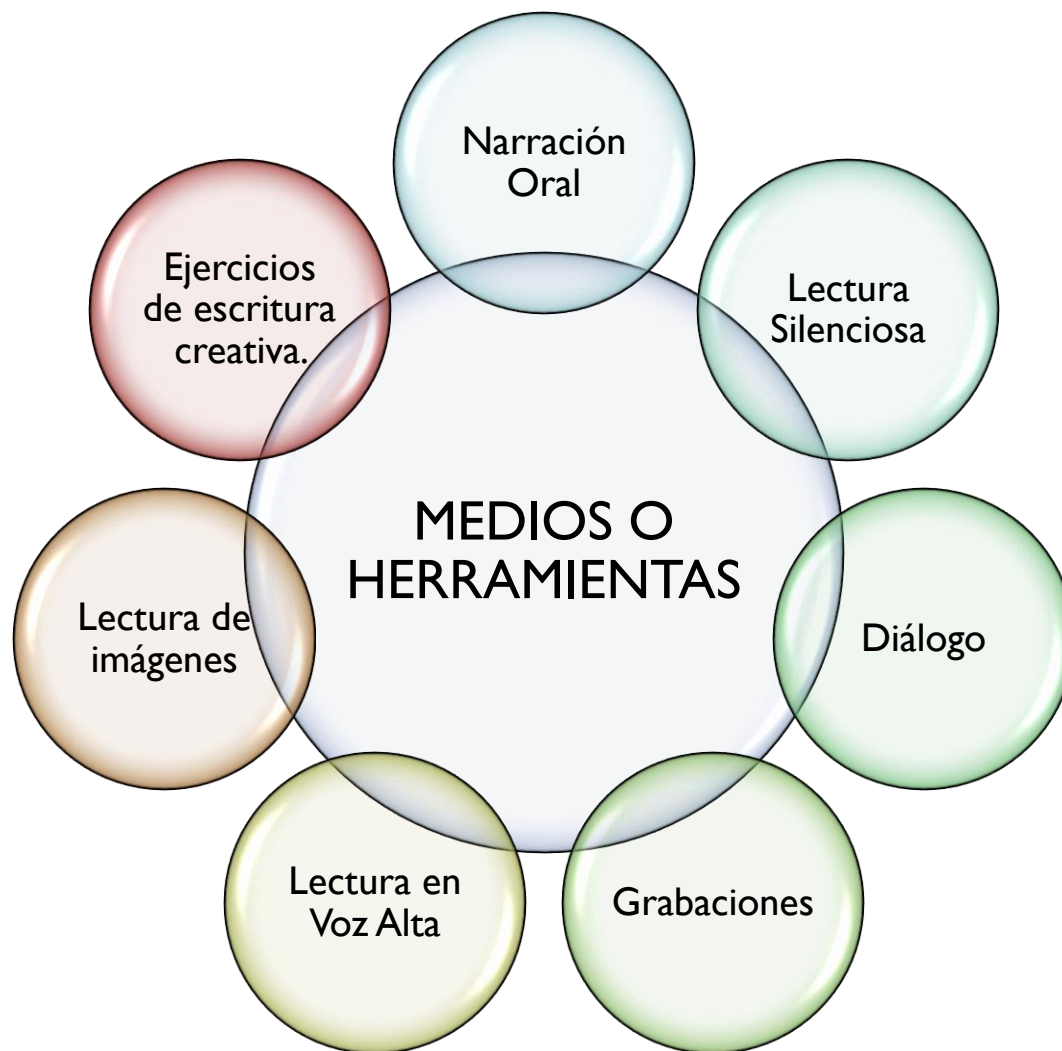 Narración
Oral
Lectura
Silenciosa
Diálogo
Grabaciones
Lectura en
Voz Alta
Lectura de
imágenes
Ejercicios
de escritura
creativa.
MEDIOS O
HERRAMIENTAS